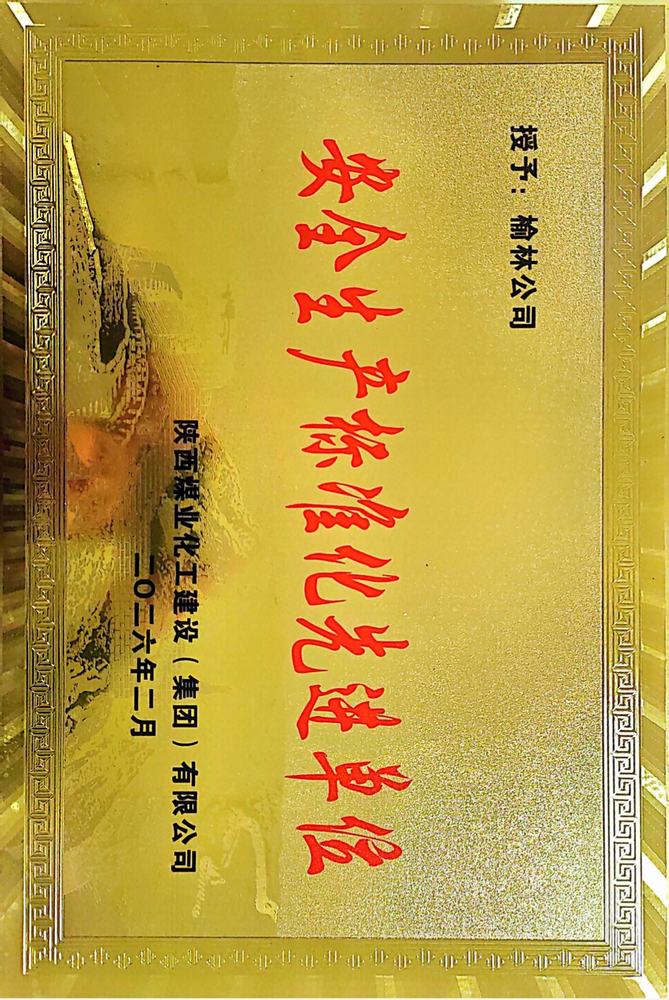 授予：榆林公司
安全生产标准化先进单位
陕西煤业化工建设（集团）有限公司
二〇二六年二月